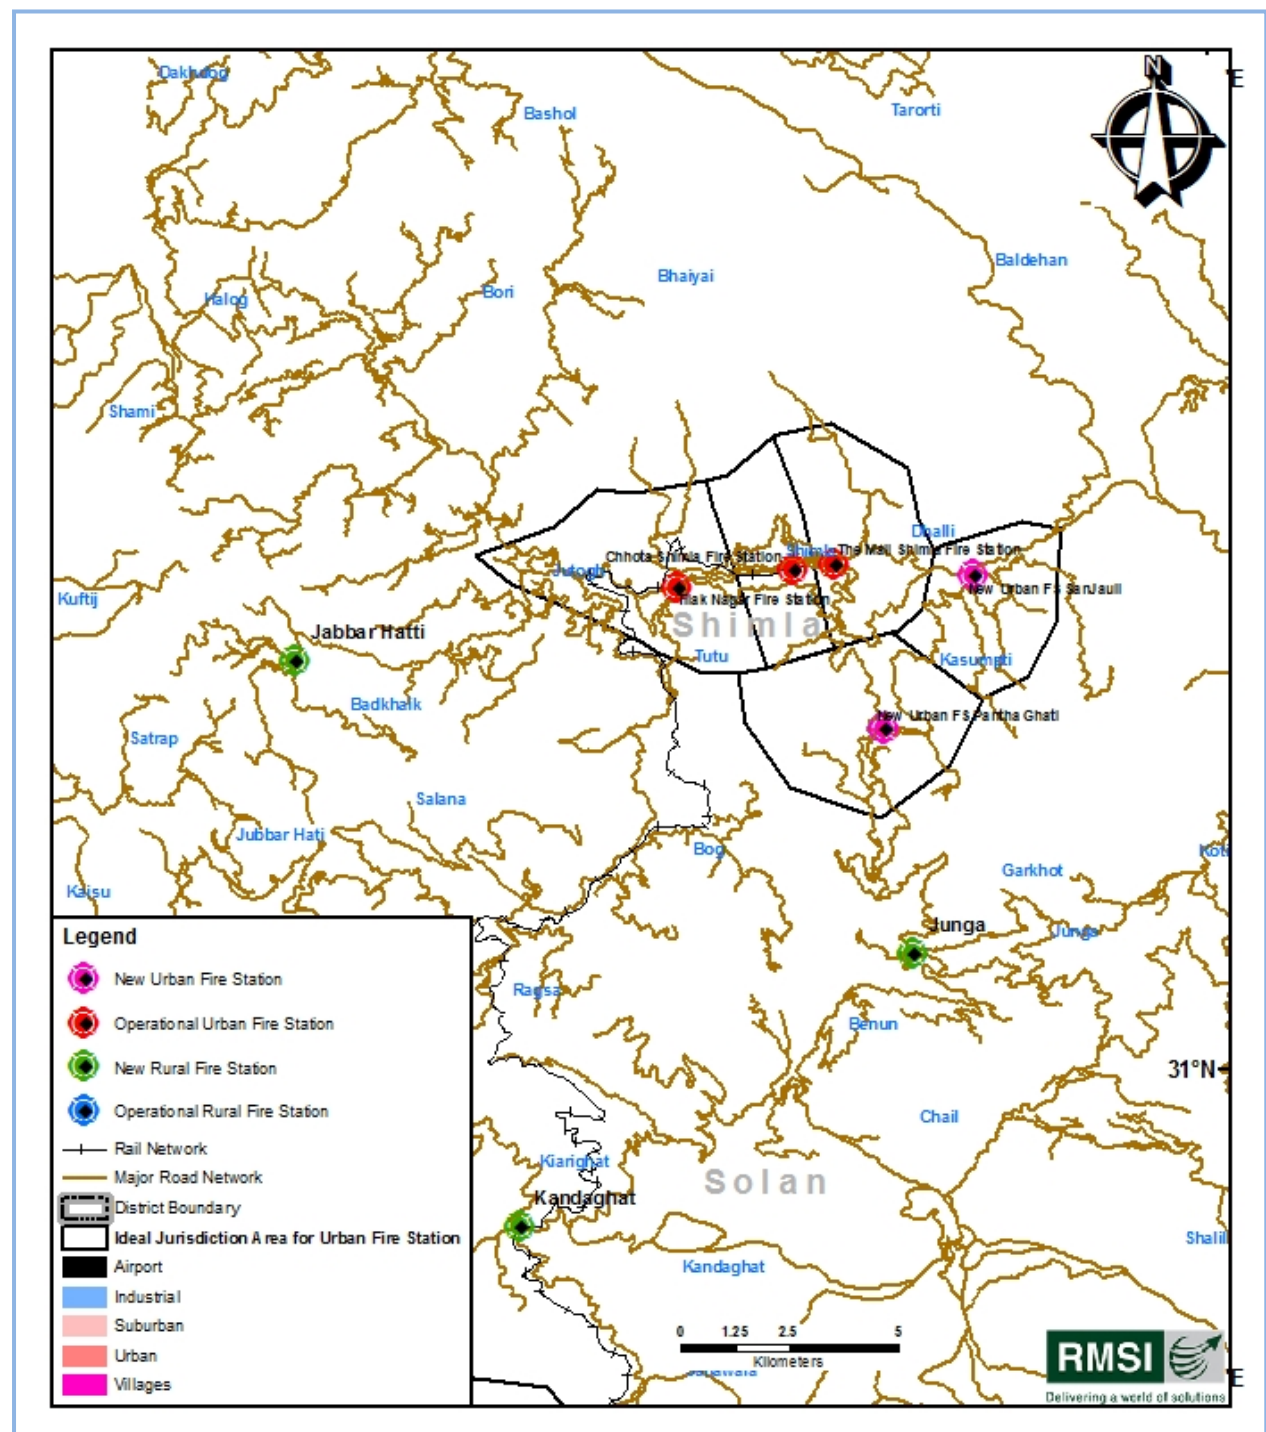 N
E
Dakhdog
Bashol
Tarorti
Baldehan
Bhaiyai
Bori
Halog
Shami
Dhalli
Chhota Shimla Fire Station
Shimla
The Mall Shimla Fire Station
Jutogh
New Urban FS SanJauli
Kuftij
Tilak Nagar Fire Station
Jabbar Hatti
Shimla
Tutu
Kasumpti
Badkhalk
New Urban FS Pantha Ghati
Satrap
Salana
Jubbar Hati
Bog
Koti
Garkhot
Kaisu
Junga
Junga
Legend
New Urban Fire Station
Ragsa
Operational Urban Fire Station
Benun
New Rural Fire Station
31°N
Operational Rural Fire Station
Chail
Rail Network
Kiarighat
Major Road Network
Solan
Kandaghat
District Boundary
Ideal Jurisdiction Area for Urban Fire Station
Shalil
Airport
Kandaghat
Industrial
Suburban
0 1.25 2.5 5
Kilometers
Urban
RMSI
Villages
E
Delivering a world of solutions